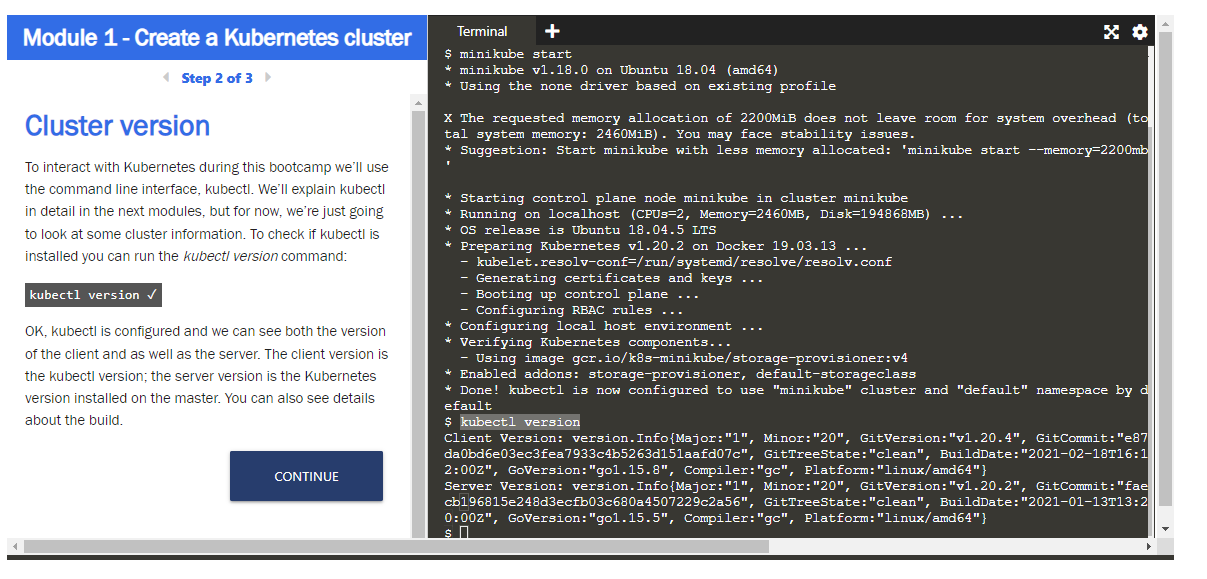 Module 1 - Create a Kubernetes cluster
Step 2 of 3
Cluster version
To interact with Kubernetes during this bootcamp we'll use
the command line interface, kubectl. We'll explain kubectl
in detail in the next modules, but for now, we're just going
to look at some cluster information. To check if kubectl is
installed you can run the kubectl version command:
kubectl version ✓
OK, kubectl is configured and we can see both the version
of the client and as well as the server. The client version is
the kubectl version; the server version is the Kubernetes
version installed on the master. You can also see details
about the build.
CONTINUE
Terminal +
$ minikube start
* minikube v1.18.0 on Ubuntu 18.04 (amd64)
* Using the none driver based on existing profile
X The requested memory allocation of 2200MiB does not leave room for system overhead (to
tal system memory: 2460MiB). You may face stability issues.
* Suggestion: Start minikube with less memory allocated: 'minikube start --memory=2200mb
'
* Starting control plane node minikube in cluster minikube
* Running on localhost (CPUs=2, Memory=2460MB, Disk=194868MB) ...
* OS release is Ubuntu 18.04.5 LTS
* Preparing Kubernetes v1.20.2 on Docker 19.03.13 ...
- kubelet.resolv-conf=/run/systemd/resolve/resolv.conf
- Generating certificates and keys ...
- Booting up control plane ...
- Configuring RBAC rules ...
* Configuring local host environment ...
* Verifying Kubernetes components...
- Using image gcr.io/k8s-minikube/storage-provisioner:v4
* Enabled addons: storage-provisioner, default-storageclass
* Done! kubectl is now configured to use "minikube" cluster and "default" namespace by d
efault
$ kubectl version
Client Version: version.Info{Major:"1", Minor:"20", GitVersion:"v1.20.4", GitCommit:"e87
da0bd6e03ec3fea7933c4b5263d151aafd07c", GitTreeState:"clean", BuildDate:"2021-02-18T16:1
2:00Z", GoVersion:"go1.15.8", Compiler:"gc", Platform:"linux/amd64"}
Server Version: version.Info{Major:"1", Minor:"20", GitVersion:"v1.20.2", GitCommit:"fae
cb196815e248d3ecfb03c680a4507229c2a56", GitTreeState:"clean", BuildDate:"2021-01-13T13:2
0:00Z", GoVersion:"go1.15.5", Compiler:"gc", Platform:"linux/amd64"}
$